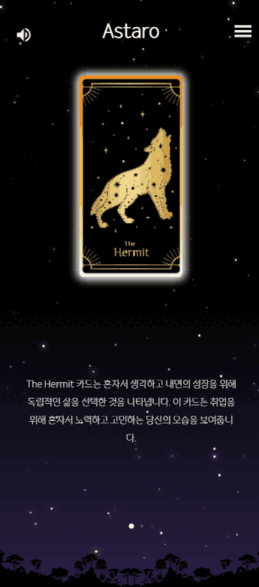 Astaro
The
Hermit
The Hermit 카드는 혼자서 생각하고 내면의 성장을 위해
독립적인 삶을 선택한 것을 나타냅니다. 이 카드는 취업을
위해 혼자서 노력하고 고민하는 당신의 모습을 보여줍니
다.